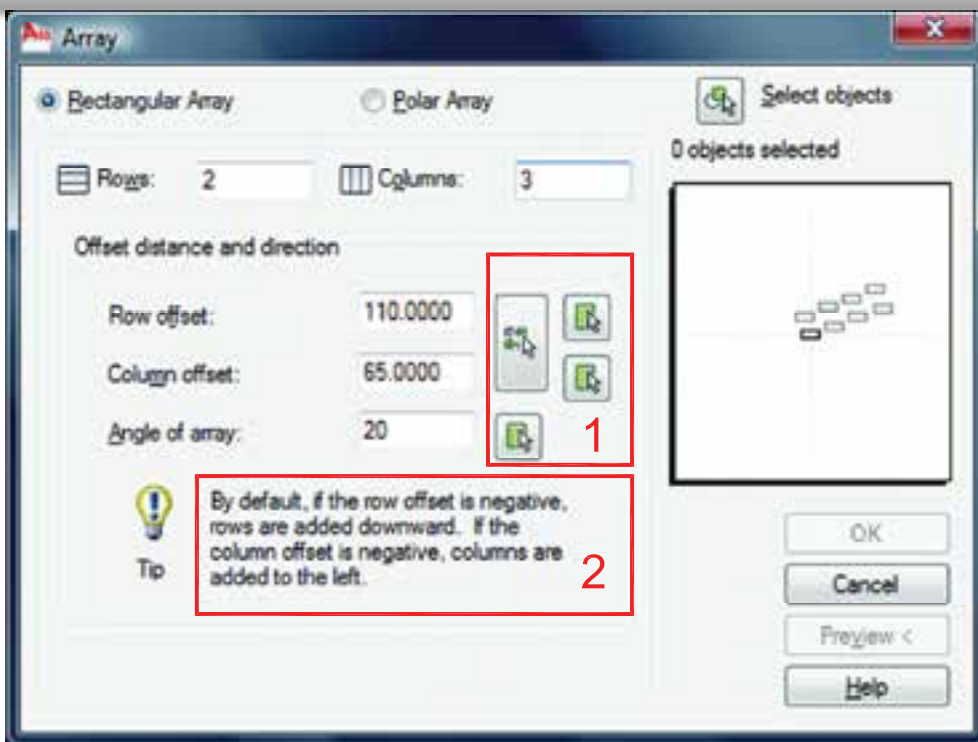 Array
Rectangular Array Polar Array
Select objects
0 objects selected
Rows: 2 Columns: 3
Offset distance and direction
Row offset: 110.0000
Column offset: 65.0000
Angle of array: 20
1
By default, if the row offset is negative,
rows are added downward. If the
column offset is negative, columns are
added to the left.
Tip
2
OK
Cancel
Preview <
Help